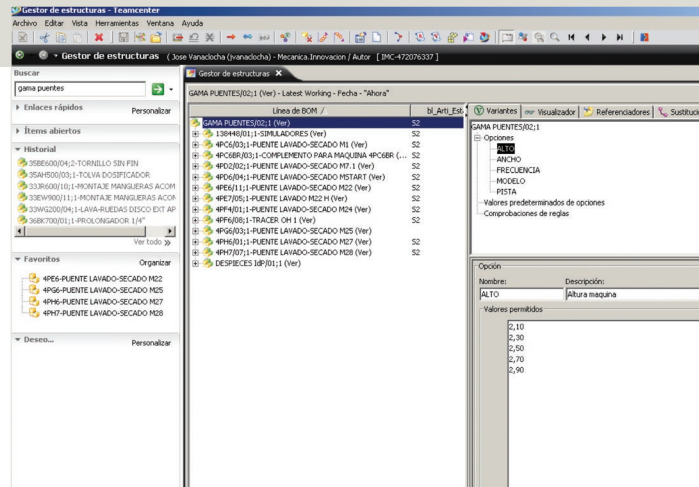 Gestor de estructuras - Teamcenter
Archivo Editar Vista Herramientas Ventana Ayuda
Gestor de estructuras ( Jose Vanaclocha (jvanaclocha) - Mecanica.Innovacion / Autor [ IMC-472076337 ]
Buscar
gama puentes
Enlaces rápidos Personalizar
Ítems abiertos
Historial
35BE600/04;2-TORNILLO SIN FIN
35AH500/03;1-TOLVA DOSIFICADOR
333R600/10;1-MONTAJE MANGUERAS ACOM
33EW900/11;1-MONTAJE MANGUERAS ACON
33WG200/04;1-LAVA-RUEDAS DISCO EXT AP
36BK700/01;1-PROLONGADOR 1/4"
Ver todo
Favoritos Organizar
4PE6-PUENTE LAVADO-SECADO M22
4PG6-PUENTE LAVADO-SECADO M25
4PH6-PUENTE LAVADO-SECADO M27
4PH7-PUENTE LAVADO-SECADO M28
Deseo... Personalizar
Gestor de estructuras
GAMA PUENTES/02;1 (Ver) - Latest Working - Fecha - "Ahora"
Línea de BOM / bl_Arti_Est
GAMA PUENTES/02;1 (Ver) S2
138448/01;1-SIMULADORES (Ver) S2
4PC6/03;1-PUENTE LAVADO-SECADO M1 (Ver) S2
4PC6BR/03;1-COMPLEMENTO PARA MAQUINA 4PC6BR (... S2
4PD2/02;1-PUENTE LAVADO-SECADO M7.1 (Ver) S2
4PD6/04;1-PUENTE LAVADO-SECADO MSTART (Ver) S2
4PE6/11;1-PUENTE LAVADO-SECADO M22 (Ver) S2
4PE7/05;1-PUENTE LAVADO M22 H (Ver) S2
4PF4/01;1-PUENTE LAVADO-SECADO M24 (Ver) S2
4PF6/08;1-TRACER OH 1 (Ver) S2
4PG6/03;1-PUENTE LAVADO-SECADO M25 (Ver)
4PH6/01;1-PUENTE LAVADO-SECADO M27 (Ver) S2
4PH7/07;1-PUENTE LAVADO-SECADO M28 (Ver) S2
DESPIECES IdP/01;1 (Ver)
Variantes Visualizador Referenciadores Sustituci
GAMA PUENTES/02;1
Opciones
ALTO
ANCHO
FRECUENCIA
MODELO
PISTA
Valores predeterminados de opciones
Comprobaciones de reglas
Opción
Nombre: Descripción:
ALTO Altura maquina
Valores permitidos
2,10
2,30
2,50
2,70
2,90